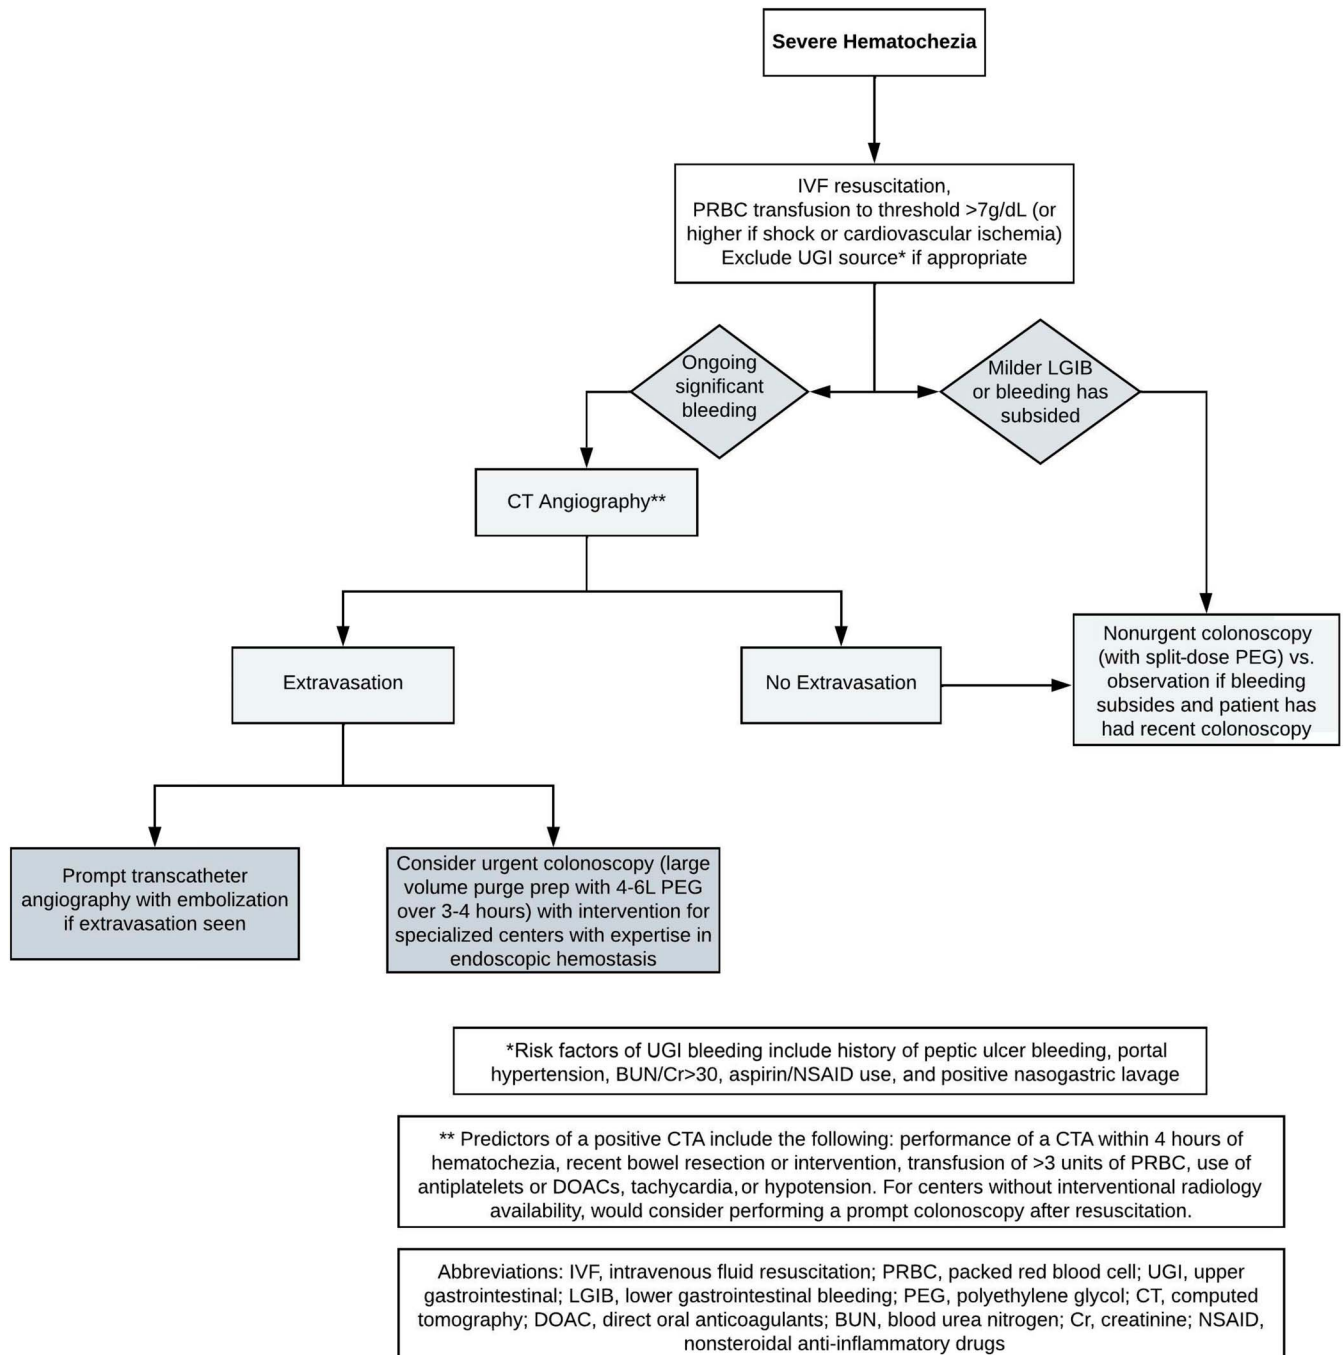 Severe Hematochezia
IVF resuscitation,
PRBC transfusion to threshold >7g/dL (or
higher if shock or cardiovascular ischemia)
Exclude UGI source* if appropriate
Ongoing
significant
bleeding
Milder LGIB
or bleeding has
subsided
CT Angiography**
Extravasation
No Extravasation
Nonurgent colonoscopy
(with split-dose PEG) vs.
observation if bleeding
subsides and patient has
had recent colonoscopy
Prompt transcatheter
angiography with embolization
if extravasation seen
Consider urgent colonoscopy (large
volume purge prep with 4-6L PEG
over 3-4 hours) with intervention for
specialized centers with expertise in
endoscopic hemostasis
*Risk factors of UGI bleeding include history of peptic ulcer bleeding, portal
hypertension, BUN/Cr>30, aspirin/NSAID use, and positive nasogastric lavage
** Predictors of a positive CTA include the following: performance of a CTA within 4 hours of
hematochezia, recent bowel resection or intervention, transfusion of >3 units of PRBC, use of
antiplatelets or DOACs, tachycardia, or hypotension. For centers without interventional radiology
availability, would consider performing a prompt colonoscopy after resuscitation.
Abbreviations: IVF, intravenous fluid resuscitation; PRBC, packed red blood cell; UGI, upper
gastrointestinal; LGIB, lower gastrointestinal bleeding; PEG, polyethylene glycol; CT, computed
tomography; DOAC, direct oral anticoagulants; BUN, blood urea nitrogen; Cr, creatinine; NSAID,
nonsteroidal anti-inflammatory drugs